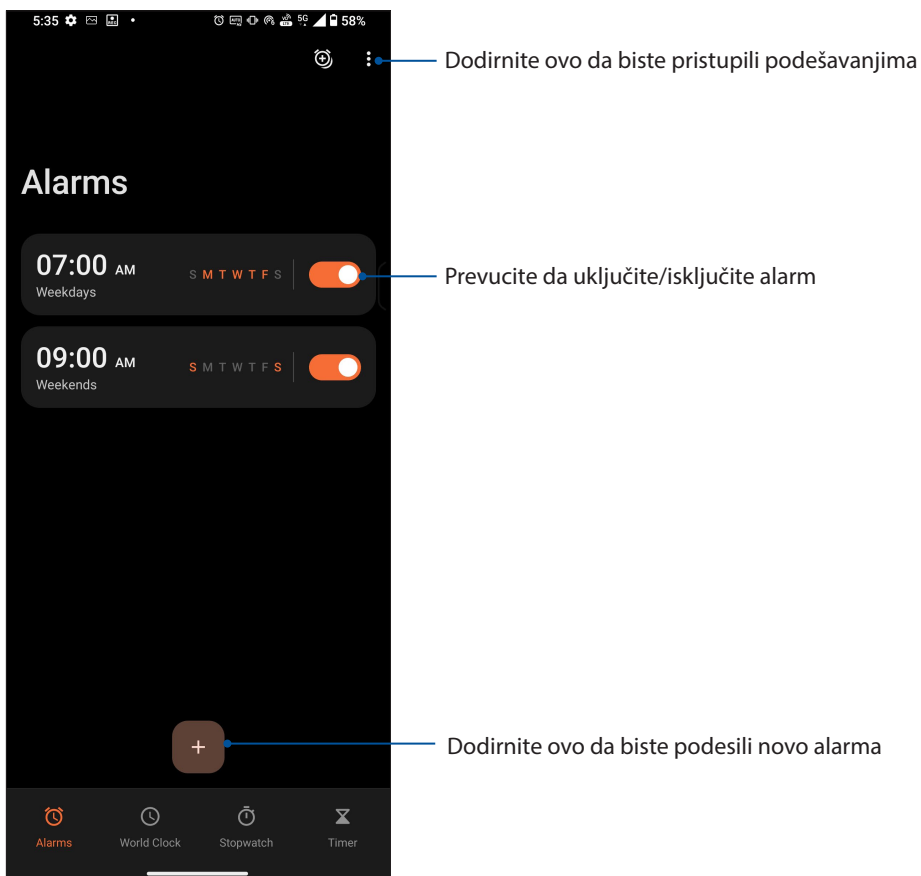 5:35 5G 58%
Dodirnite ovo da biste pristupili podešavanjima
Alarms
07:00 AM S M T W T F S
Weekdays
Prevucite da uključite/isključite alarm
09:00 AM S M T W T F S
Weekends
+
Dodirnite ovo da biste podesili novo alarma
Alarms World Clock Stopwatch Timer